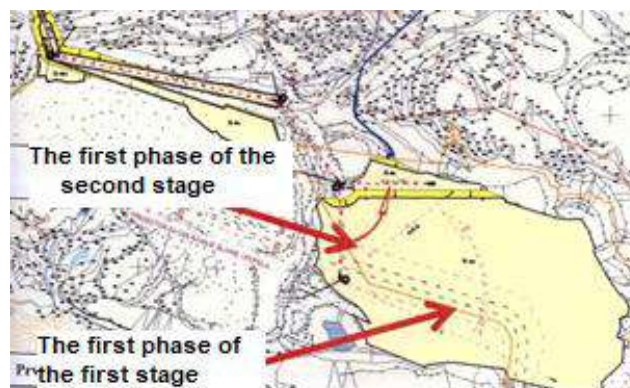 The first phase of the
second stage
The first phase of
the first stage